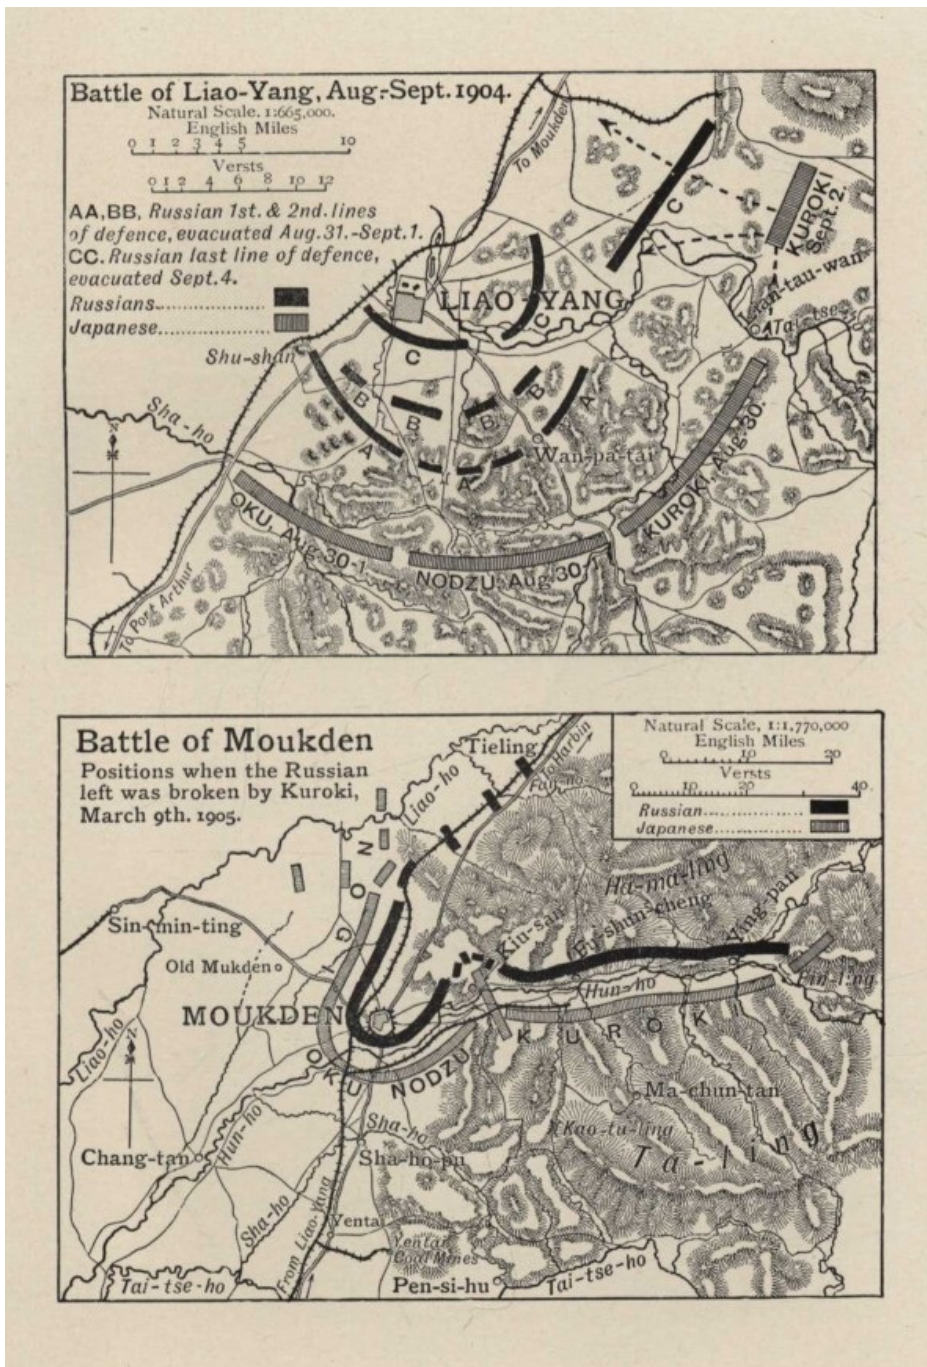 Battle of Liao-Yang, Aug.-Sept. 1904.
Natural Scale, 1:665,000.
English Miles
0 1 2 3 4 5 10
Versts
0 1 2 4 6 8 10 12
AA, BB, Russian 1st. & 2nd. lines
of defence, evacuated Aug. 31.-Sept. 1.
CC. Russian last line of defence,
evacuated Sept. 4.
Russians
Japanese
To Moukden
C
KUROKI
Sept. 2.
LIAO-YANG
C
C
Tai-tse
Shu-shan
B
B
B
B
A
A
A
Sha-ho
Wan-pa-tai
N
OKU, Aug. 30-1
NODZU, Aug. 30-
KUROKI, Aug. 30.
To Port Arthur
Battle of Moukden
Positions when the Russian
left was broken by Kuroki,
March 9th. 1905.
Natural Scale, 1:1,770,000
English Miles
0 10 20
Versts
0 10 20 30 40
Russian
Japanese
Tieling
To Harbin
Fan-ho
Liao-ho
NOGI
Sin-min-ting
Old Mukden
MOUKDEN
Ha-ma-ling
Kiu-san
Fu-shun-cheng
Ying-pan
Hun-ho
KUROKI
OKU
NODZU
Liao-ho
N
Hun-ho
Chang-tan
Sha-ho
Sha-ho-pu
Ma-chun-tan
Kao-tu-ling
Ta-ling
Sha-ho
From Liao-Yang
Yentai
Yentai
Coal Mines
Pen-si-hu
Tai-tse-ho
Tai-tse-ho